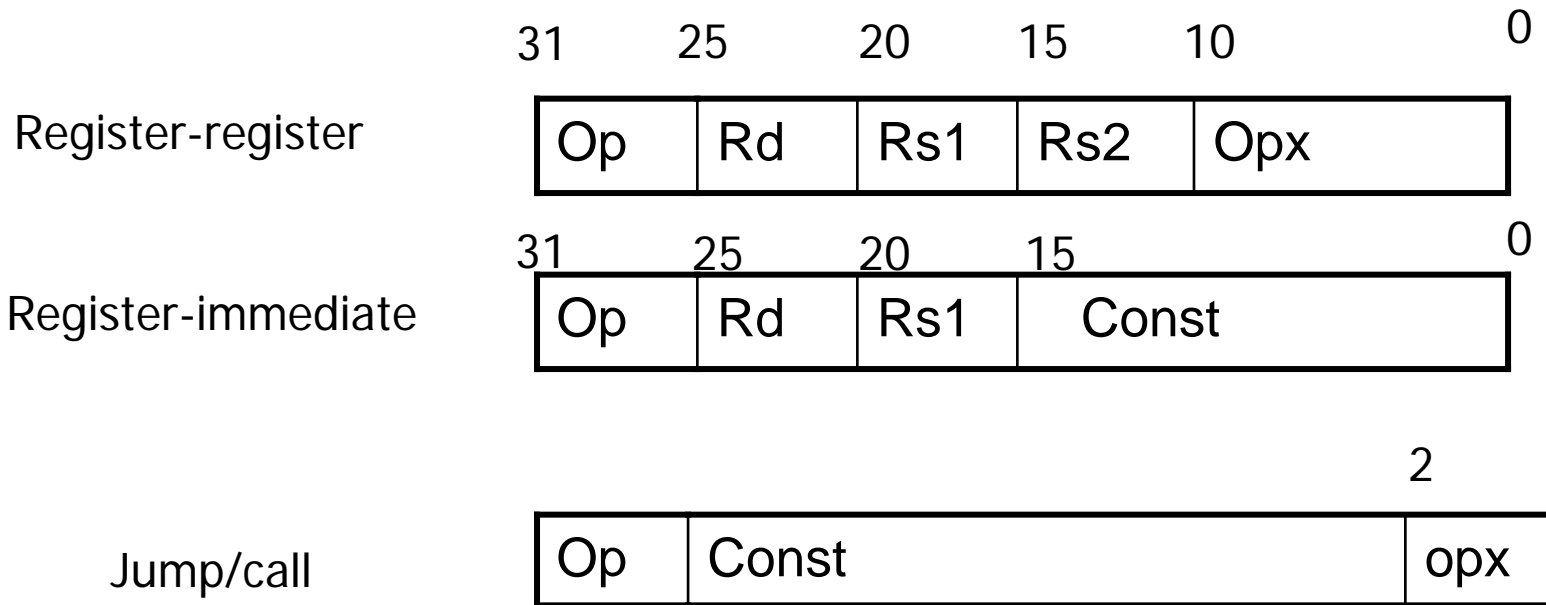 31 25 20 15 10 0
Register-register Op Rd Rs1 Rs2 Opx
31 25 20 15 0
Register-immediate Op Rd Rs1 Const
2
Jump/call Op Const opx